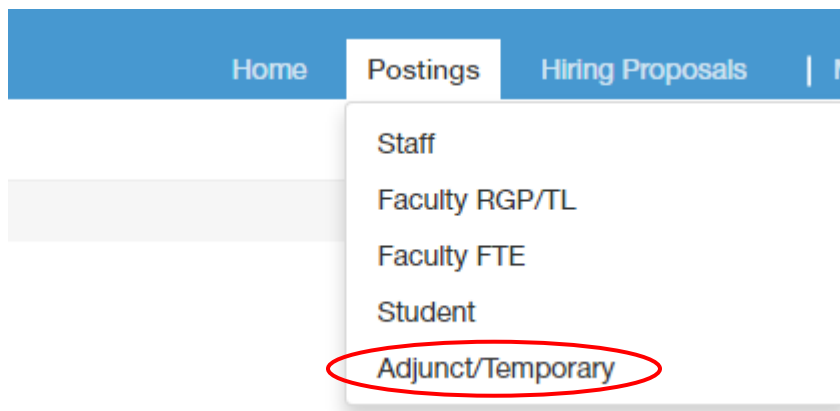 Home Postings Hiring Proposals |
Staff
Faculty RGP/TL
Faculty FTE
Student
Adjunct/Temporary